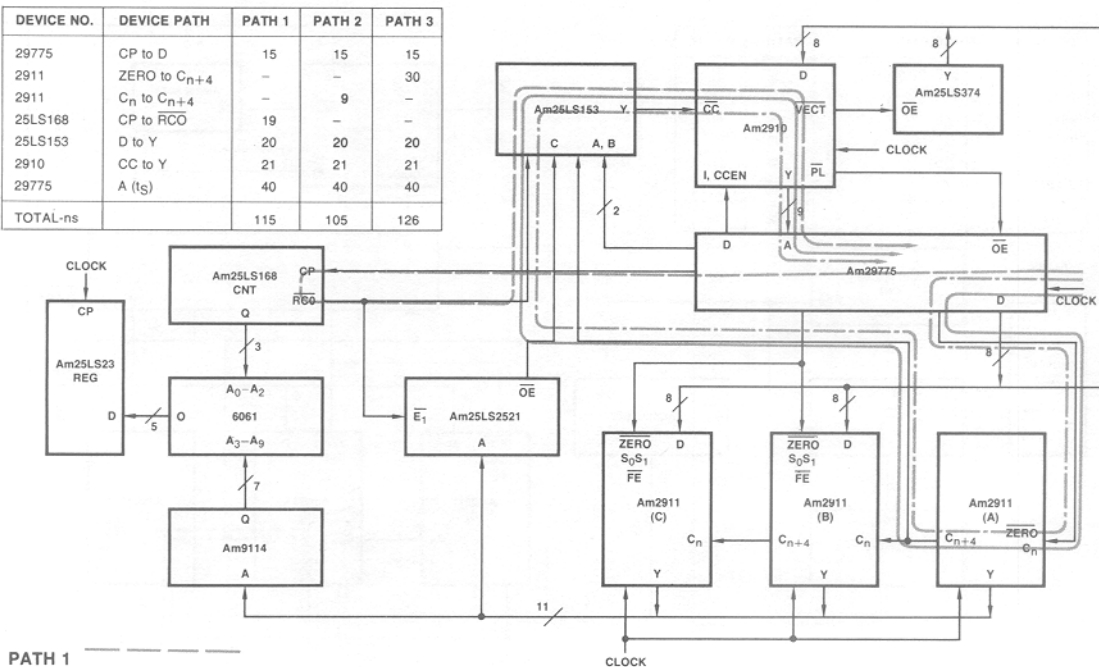 DEVICE NO. DEVICE PATH PATH 1 PATH 2 PATH 3
29775 CP to D 15 15 15
2911 ZERO to Cn+4 – – 30
2911 Cn to Cn+4 – 9 –
25LS168 CP to RCO 19 – –
25LS153 D to Y 20 20 20
2910 CC to Y 21 21 21
29775 A (tS) 40 40 40
TOTAL-ns 115 105 126
8
8
D
Y
Am25LS374
OE
Am25LS153 Y
CC
VECT
Am2910
C A, B
CLOCK
I, CCEN Y PL
2
9
D A OE
Am29775
D
CLOCK
8
CLOCK
CP
Am25LS23
REG
D
5
Am25LS168
CNT
CP
RCO
Q
3
A0–A2
O 6061
A3–A9
7
Q
Am9114
A
OE
E1 Am25LS2521
A
8
8
ZERO D
S0S1
FE
Am2911
(C)
Cn
Y
ZERO D
S0S1
FE
Am2911
(B)
Cn+4 Cn
Y
Am2911
(A)
Cn+4 ZERO
Cn
Y
11
CLOCK
PATH 1